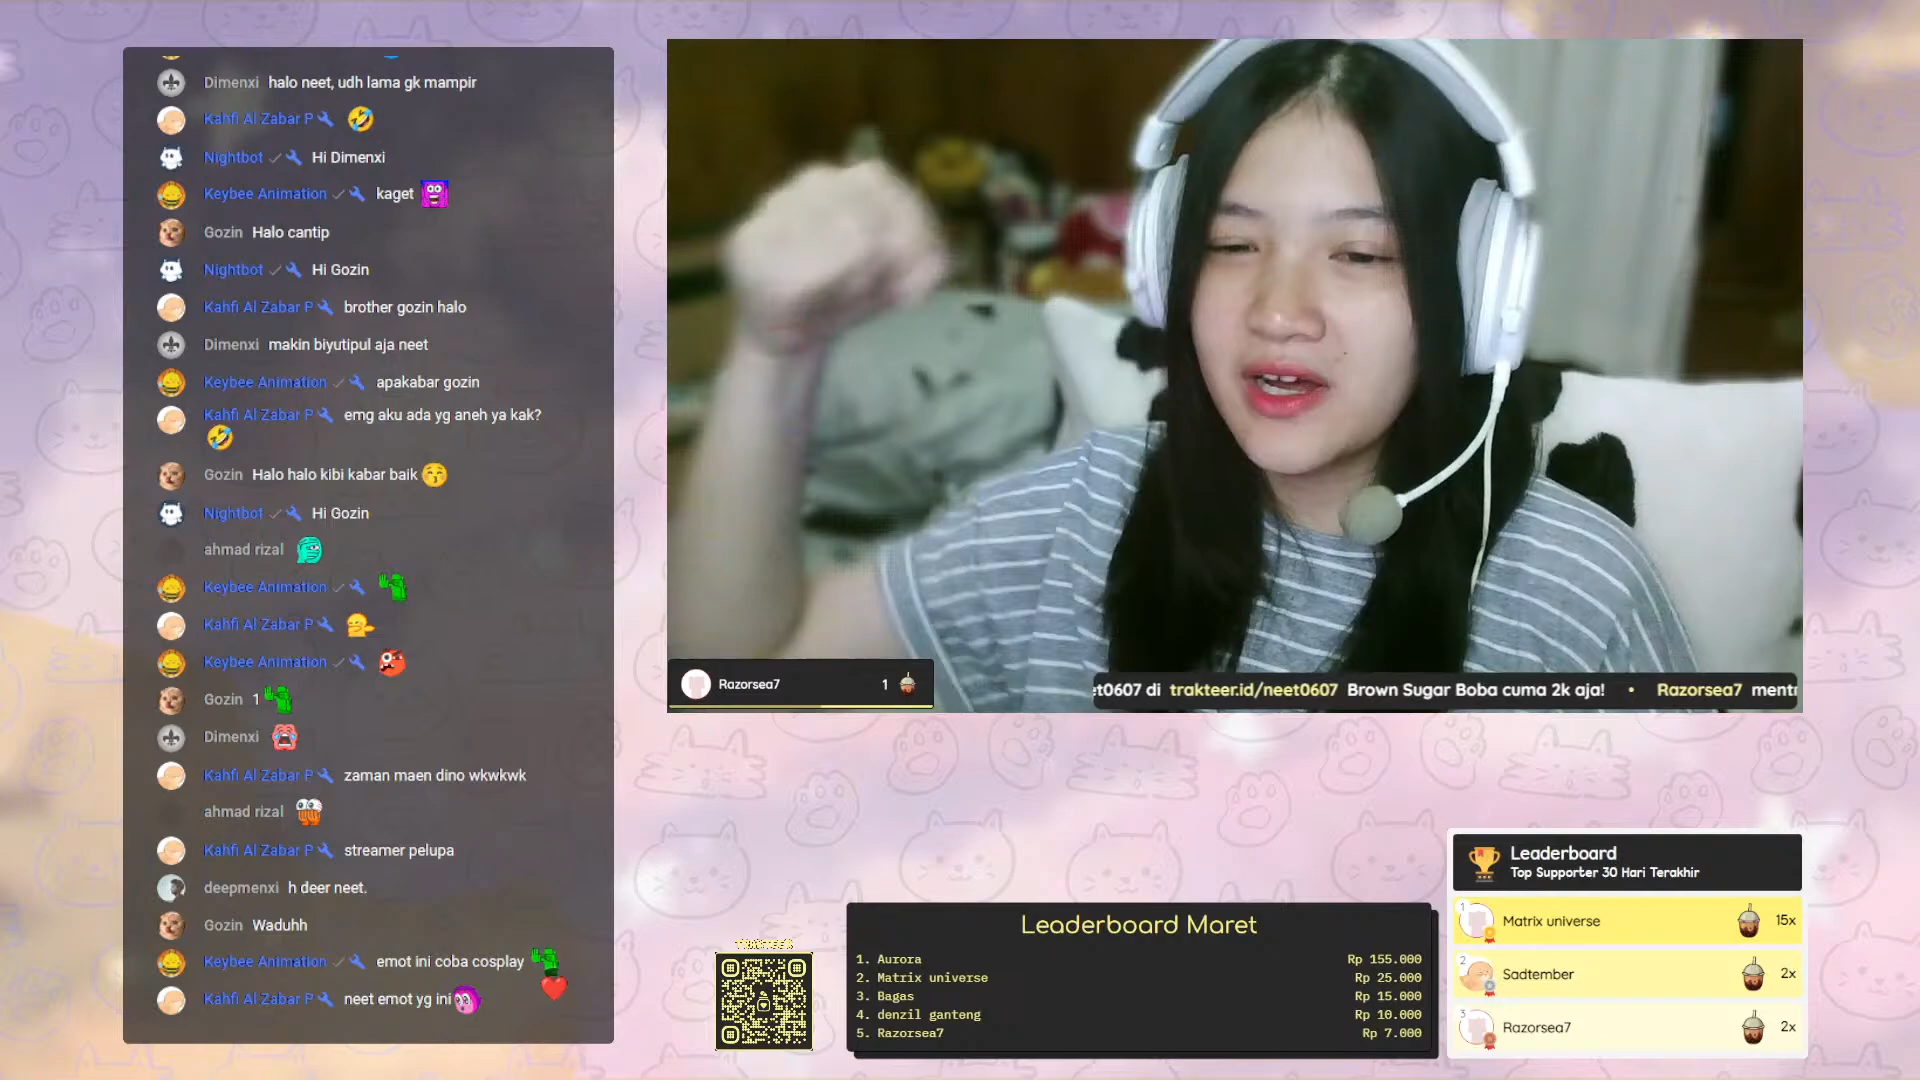 Dimenxi halo neet, udh lama gk mampir
Kahfi Al Zabar P
Nightbot Hi Dimenxi
Keybee Animation kaget
Gozin Halo cantip
Nightbot Hi Gozin
Kahfi Al Zabar P brother gozin halo
Dimenxi makin biyutipul aja neet
Keybee Animation apakabar gozin
Kahfi Al Zabar P emg aku ada yg aneh ya kak?
Gozin Halo halo kibi kabar baik
Nightbot Hi Gozin
ahmad rizal
Keybee Animation
Kahfi Al Zabar P
Keybee Animation
Gozin 1
Dimenxi
Kahfi Al Zabar P zaman maen dino wkwkwk
ahmad rizal
Kahfi Al Zabar P streamer pelupa
deepmenxi h deer neet.
Gozin Waduhh
Keybee Animation emot ini coba cosplay
Kahfi Al Zabar P neet emot yg ini
Razorsea7 1
et0607 di trakteer.id/neet0607 Brown Sugar Boba cuma 2k aja! • Razorsea7 mentr
Leaderboard Maret
1. Aurora Rp 155.000
2. Matrix universe Rp 25.000
3. Bagas Rp 15.000
4. denzil ganteng Rp 10.000
5. Razorsea7 Rp 7.000
Leaderboard
Top Supporter 30 Hari Terakhir
1 Matrix universe 15x
2 Sadtember 2x
3 Razorsea7 2x